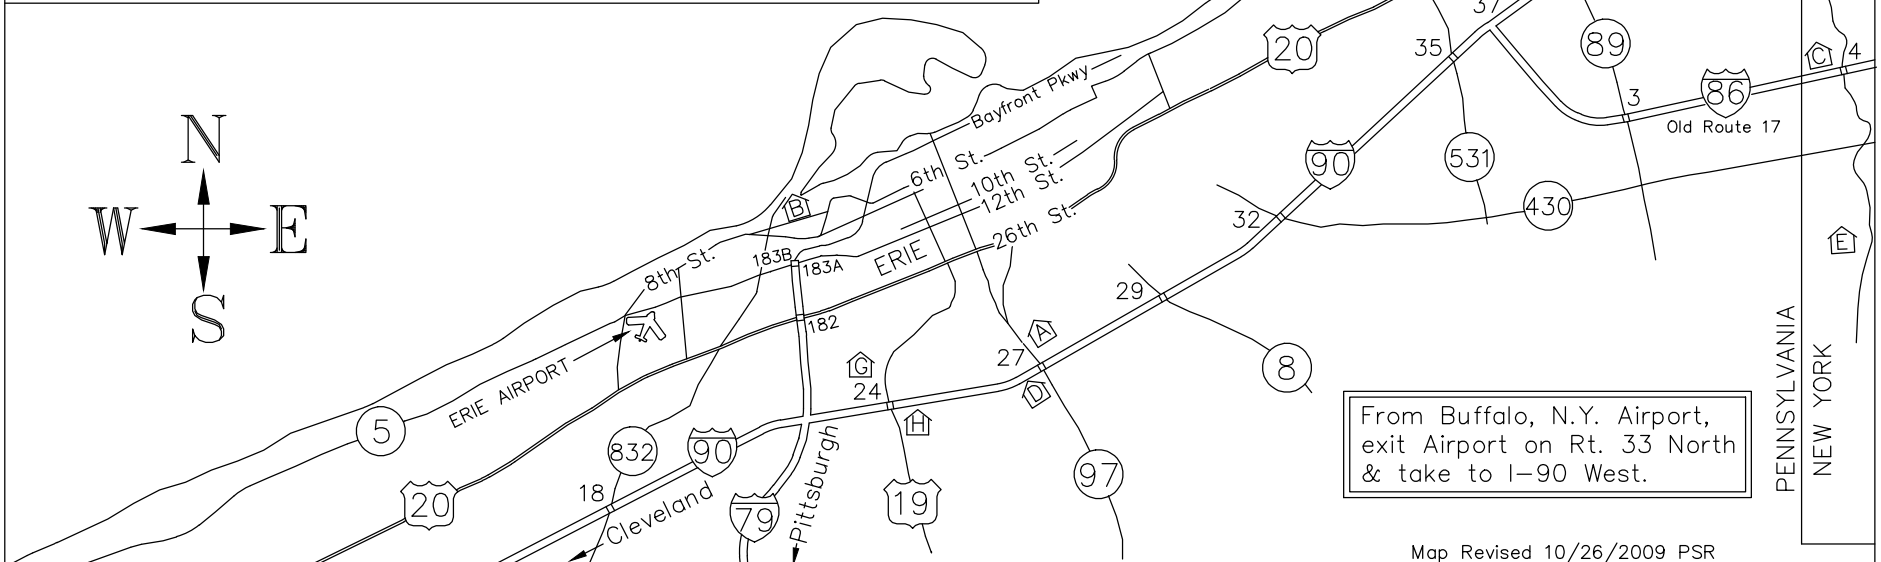 37
20
35
89
C
4
Bayfront Pkwy
86
3
Old Route 17
N
531
90
6th St.
10th St.
12th St.
430
B
W
E
32
26th St.
E
183B
183A
ERIE
8th St.
29
S
182
A
27
8
PENNSYLVANIA
NEW YORK
ERIE AIRPORT
G
24
D
H
5
From Buffalo, N.Y. Airport,
exit Airport on Rt. 33 North
& take to I-90 West.
832
90
97
18
Cleveland
Pittsburgh
20
79
19
Map Revised 10/26/2009 PSR